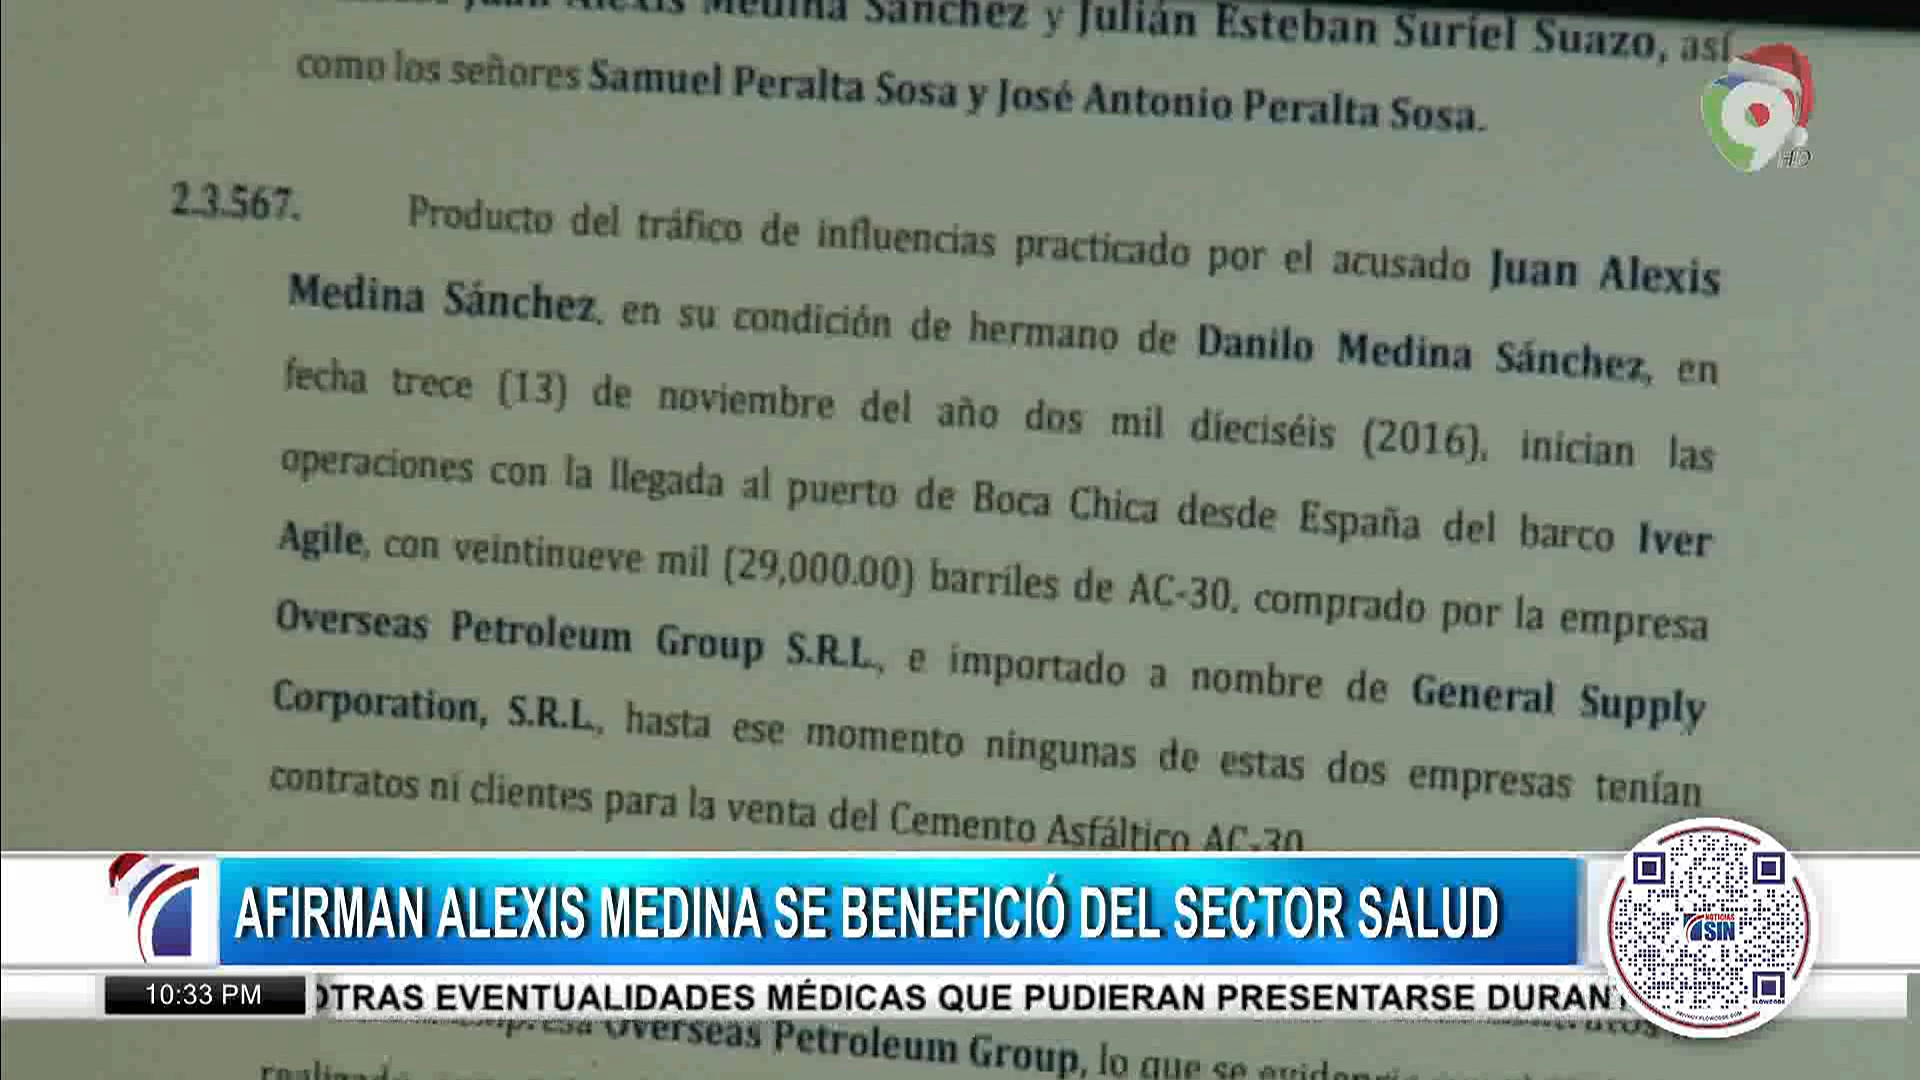 Juan Alexis Medina Sánchez y Julián Esteban Suriel Suazo, así
como los señores Samuel Peralta Sosa y José Antonio Peralta Sosa.
9
HD
2.3.567. Producto del tráfico de influencias practicado por el acusado Juan Alexis
Medina Sánchez, en su condición de hermano de Danilo Medina Sánchez, en
fecha trece (13) de noviembre del año dos mil dieciséis (2016), inician las
operaciones con la llegada al puerto de Boca Chica desde España del barco Iver
Agile, con veintinueve mil (29,000.00) barriles de AC-30, comprado por la empresa
Overseas Petroleum Group S.R.L., e importado a nombre de General Supply
Corporation, S.R.L., hasta ese momento ningunas de estas dos empresas tenían
contratos ni clientes para la venta del Cemento Asfáltico AC-30
AFIRMAN ALEXIS MEDINA SE BENEFICIÓ DEL SECTOR SALUD
NOTICIAS
SIN
10:33 PM
OTRAS EVENTUALIDADES MÉDICAS QUE PUDIERAN PRESENTARSE DURAN
Overseas Petroleum Group, lo que se